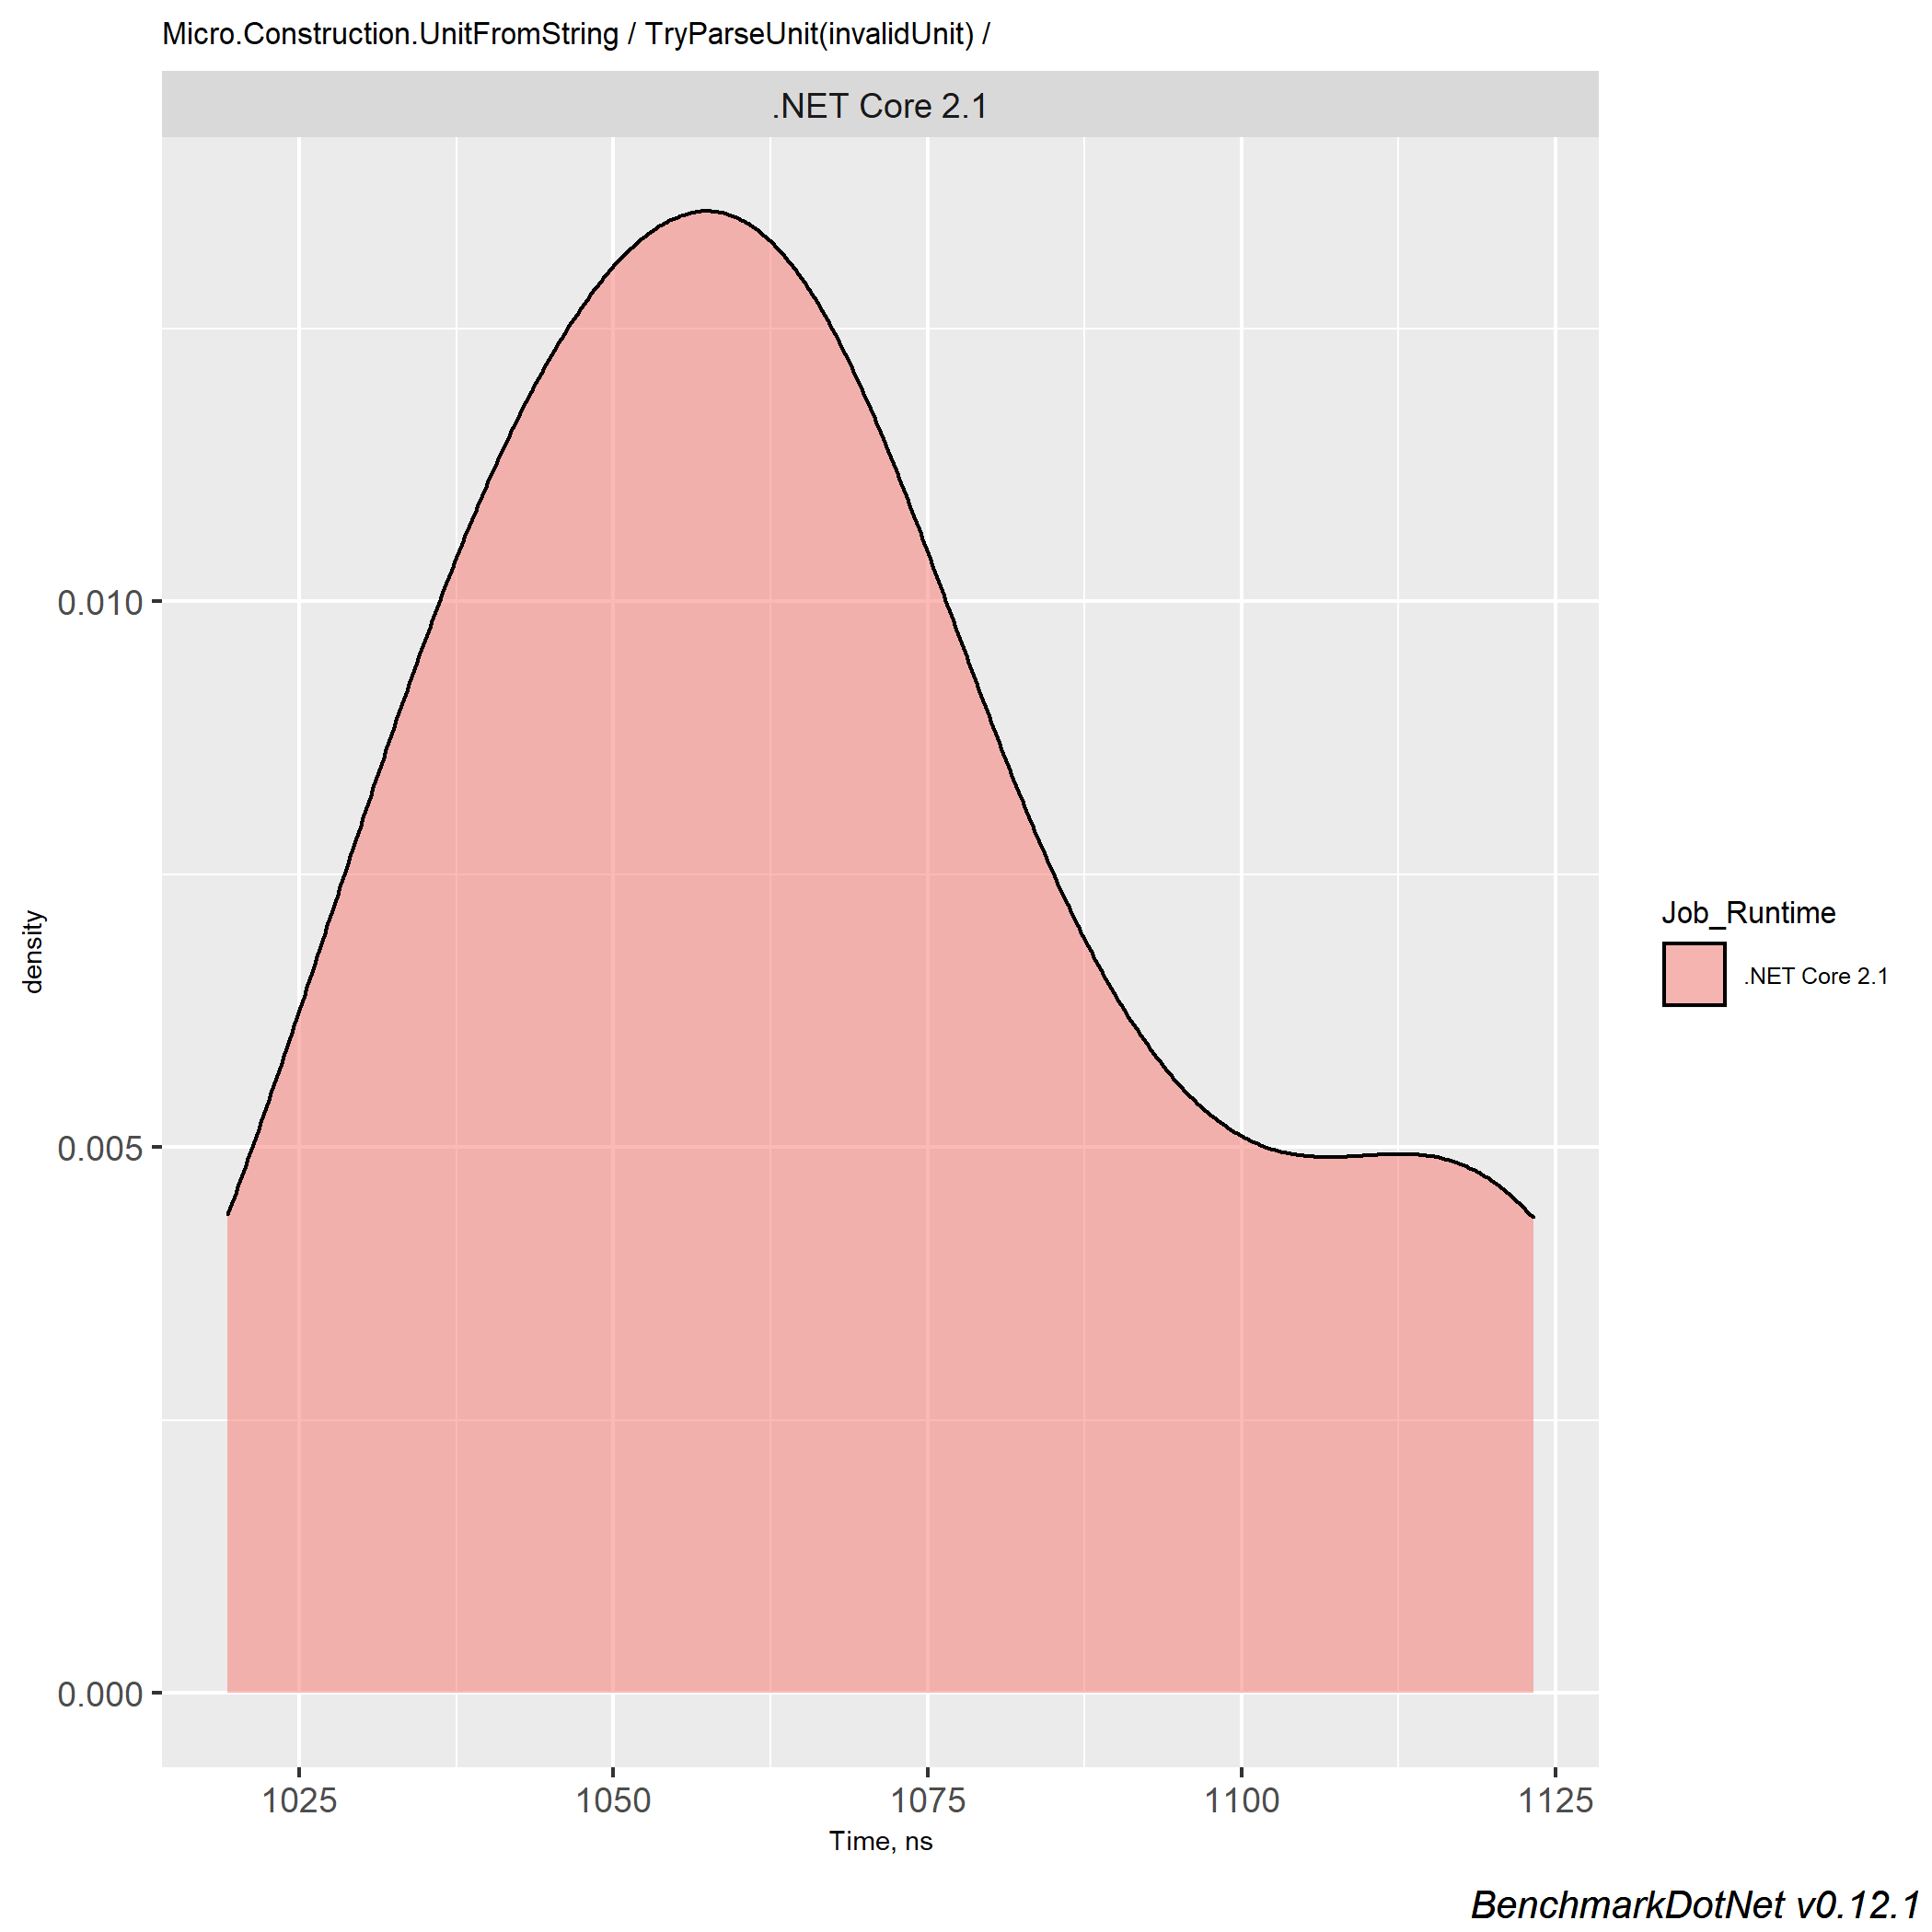 Micro.Construction.UnitFromString / TryParseUnit(invalidUnit) /
.NET Core 2.1
0.010
0.005
0.000
density
1025 1050 1075 1100 1125
Time, ns
Job_Runtime
.NET Core 2.1
BenchmarkDotNet v0.12.1